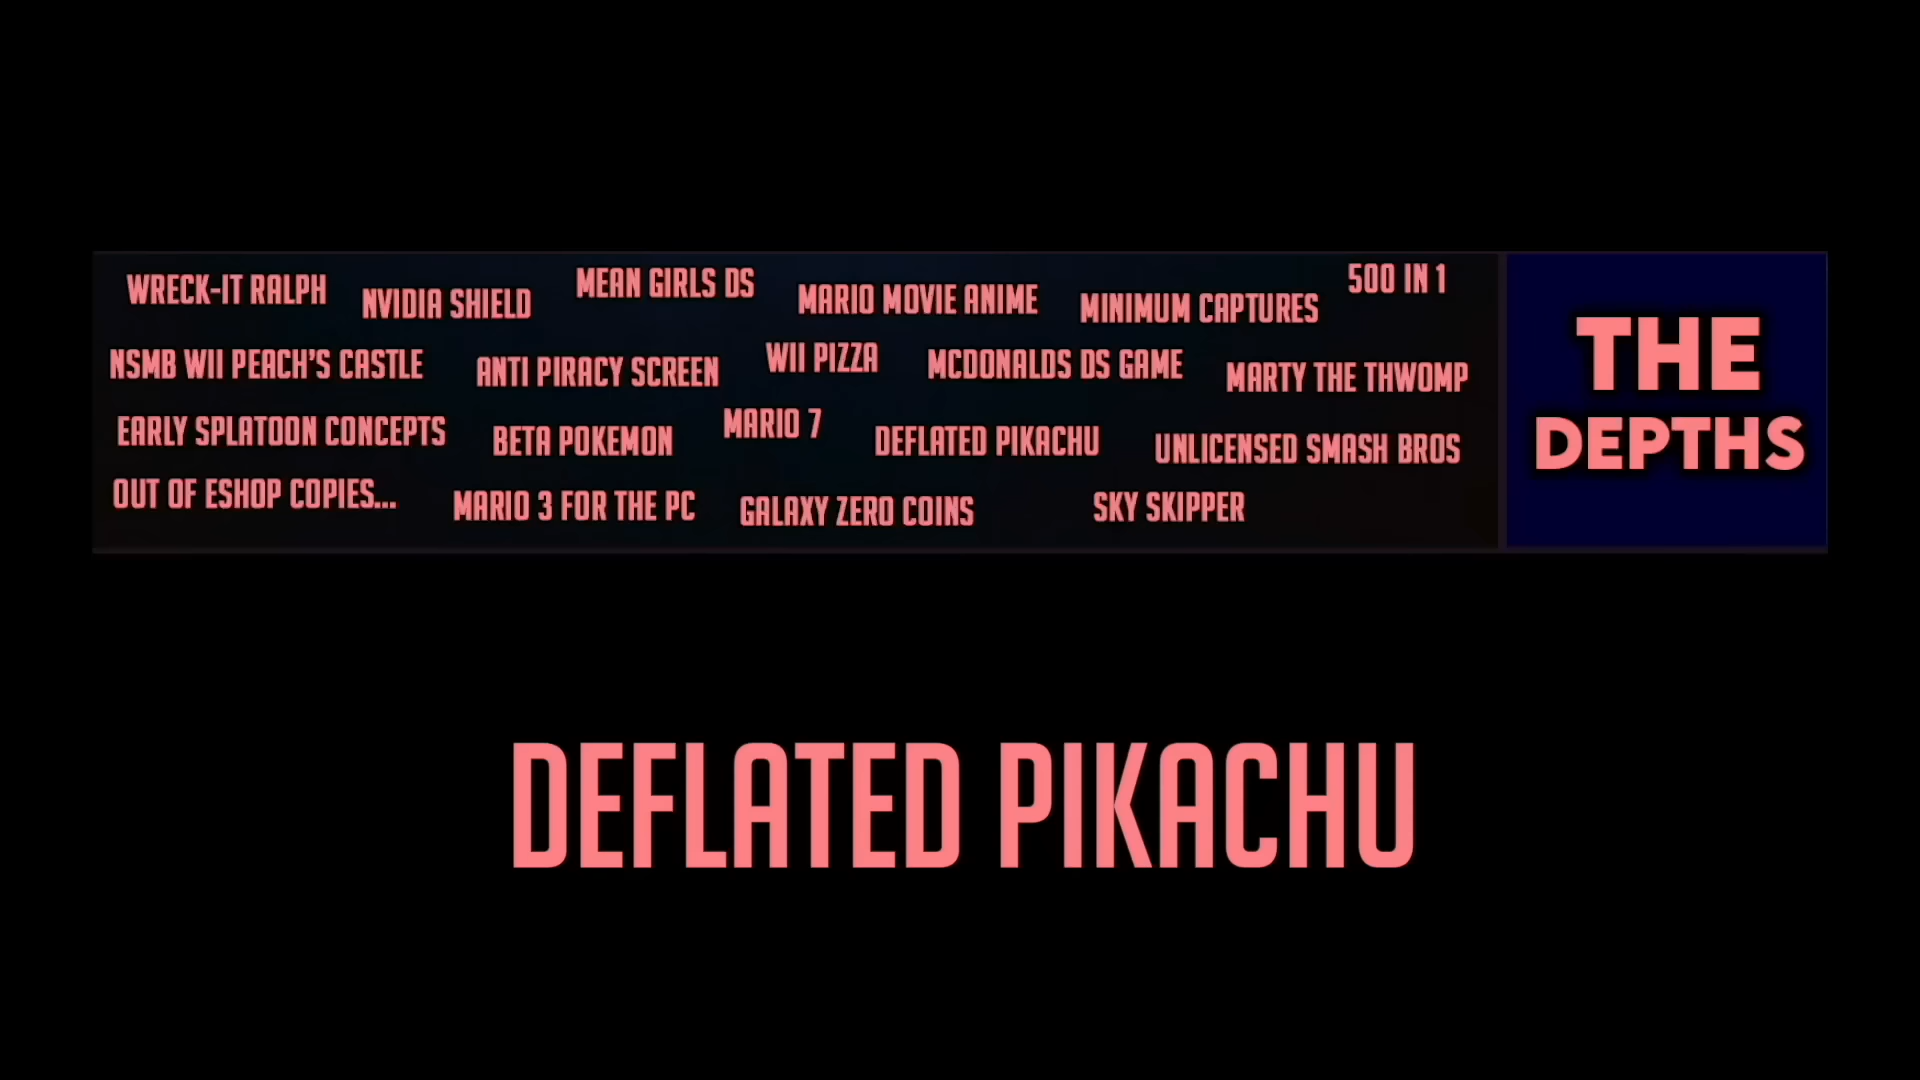 WRECK-IT RALPH
NVIDIA SHIELD
MEAN GIRLS DS
MARIO MOVIE ANIME
MINIMUM CAPTURES
500 IN 1
NSMB WII PEACH'S CASTLE
ANTI PIRACY SCREEN
WII PIZZA
MCDONALDS DS GAME
MARTY THE THWOMP
EARLY SPLATOON CONCEPTS
BETA POKEMON
MARIO 7
DEFLATED PIKACHU
UNLICENSED SMASH BROS
OUT OF ESHOP COPIES...
MARIO 3 FOR THE PC
GALAXY ZERO COINS
SKY SKIPPER
THE
DEPTHS
DEFLATED PIKACHU